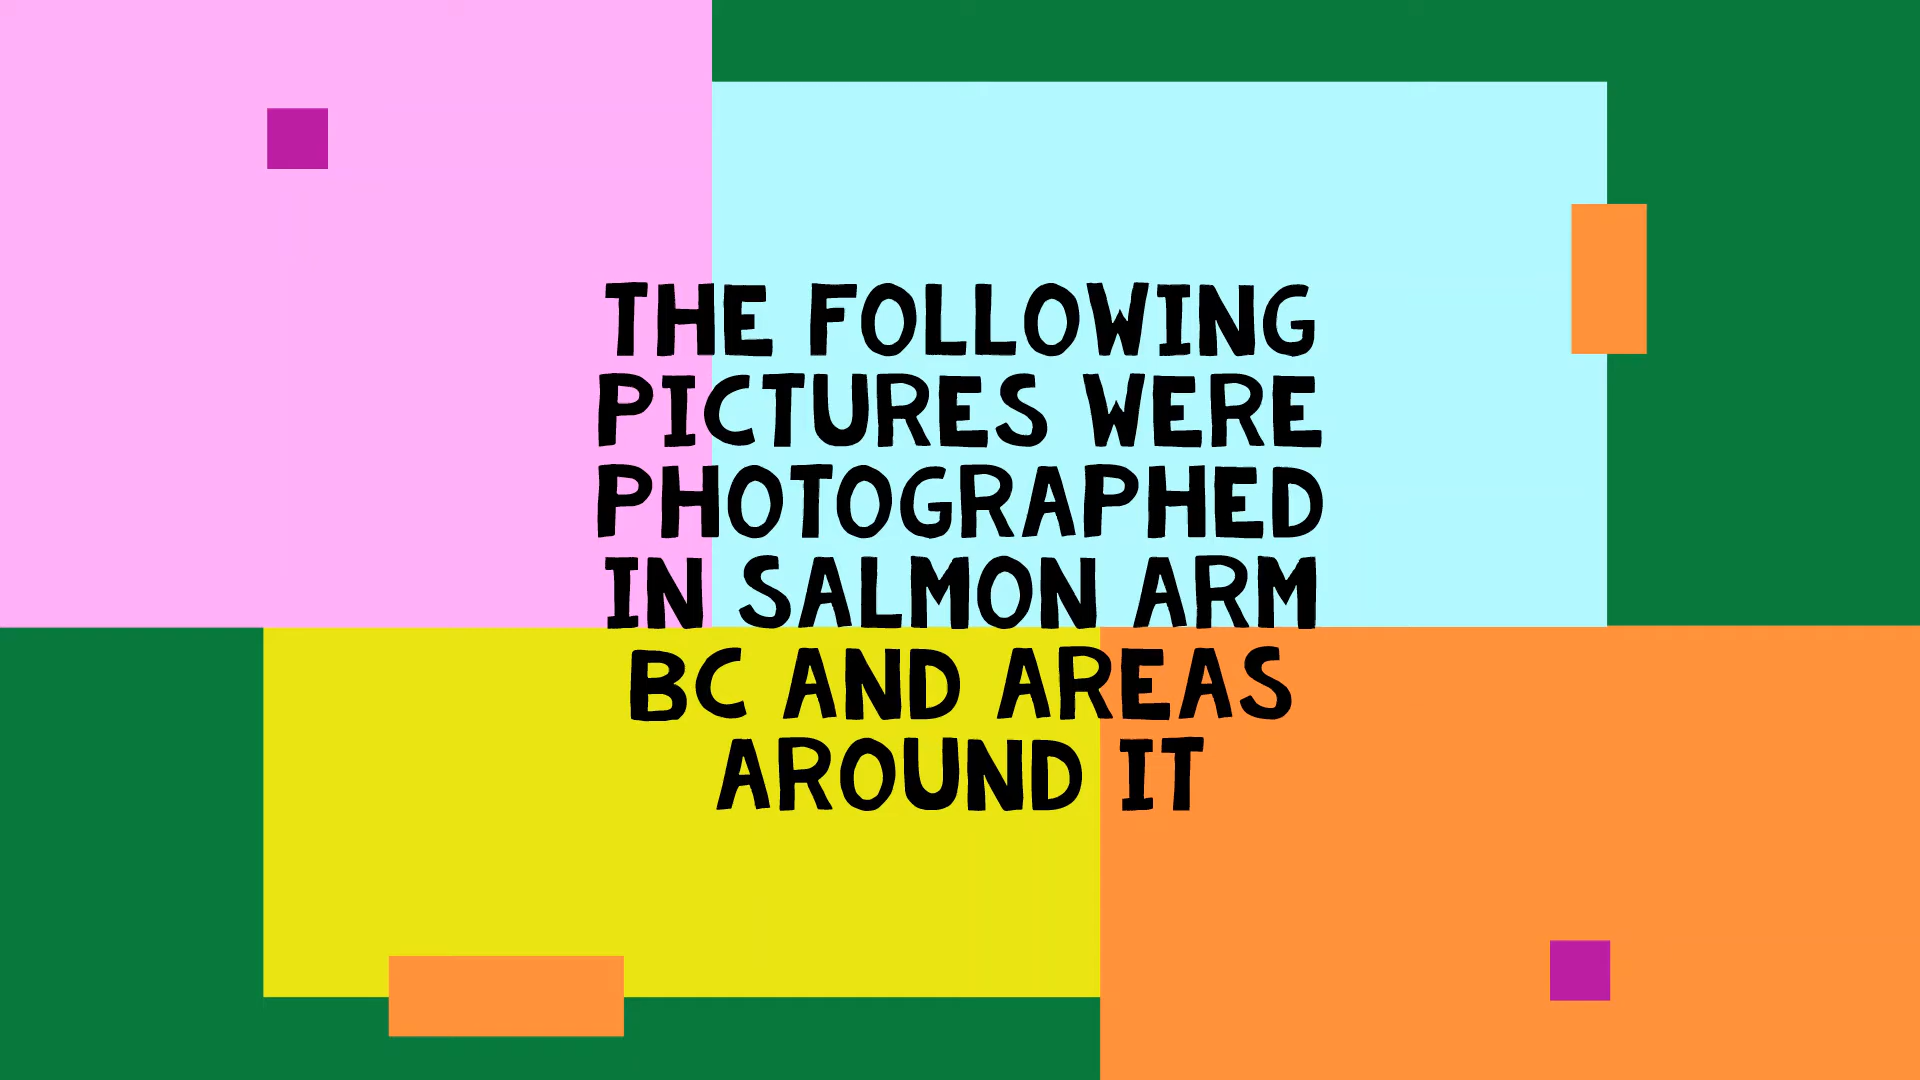 THE FOLLOWING
PICTURES WERE
PHOTOGRAPHED
IN SALMON ARM
BC AND AREAS
AROUND IT